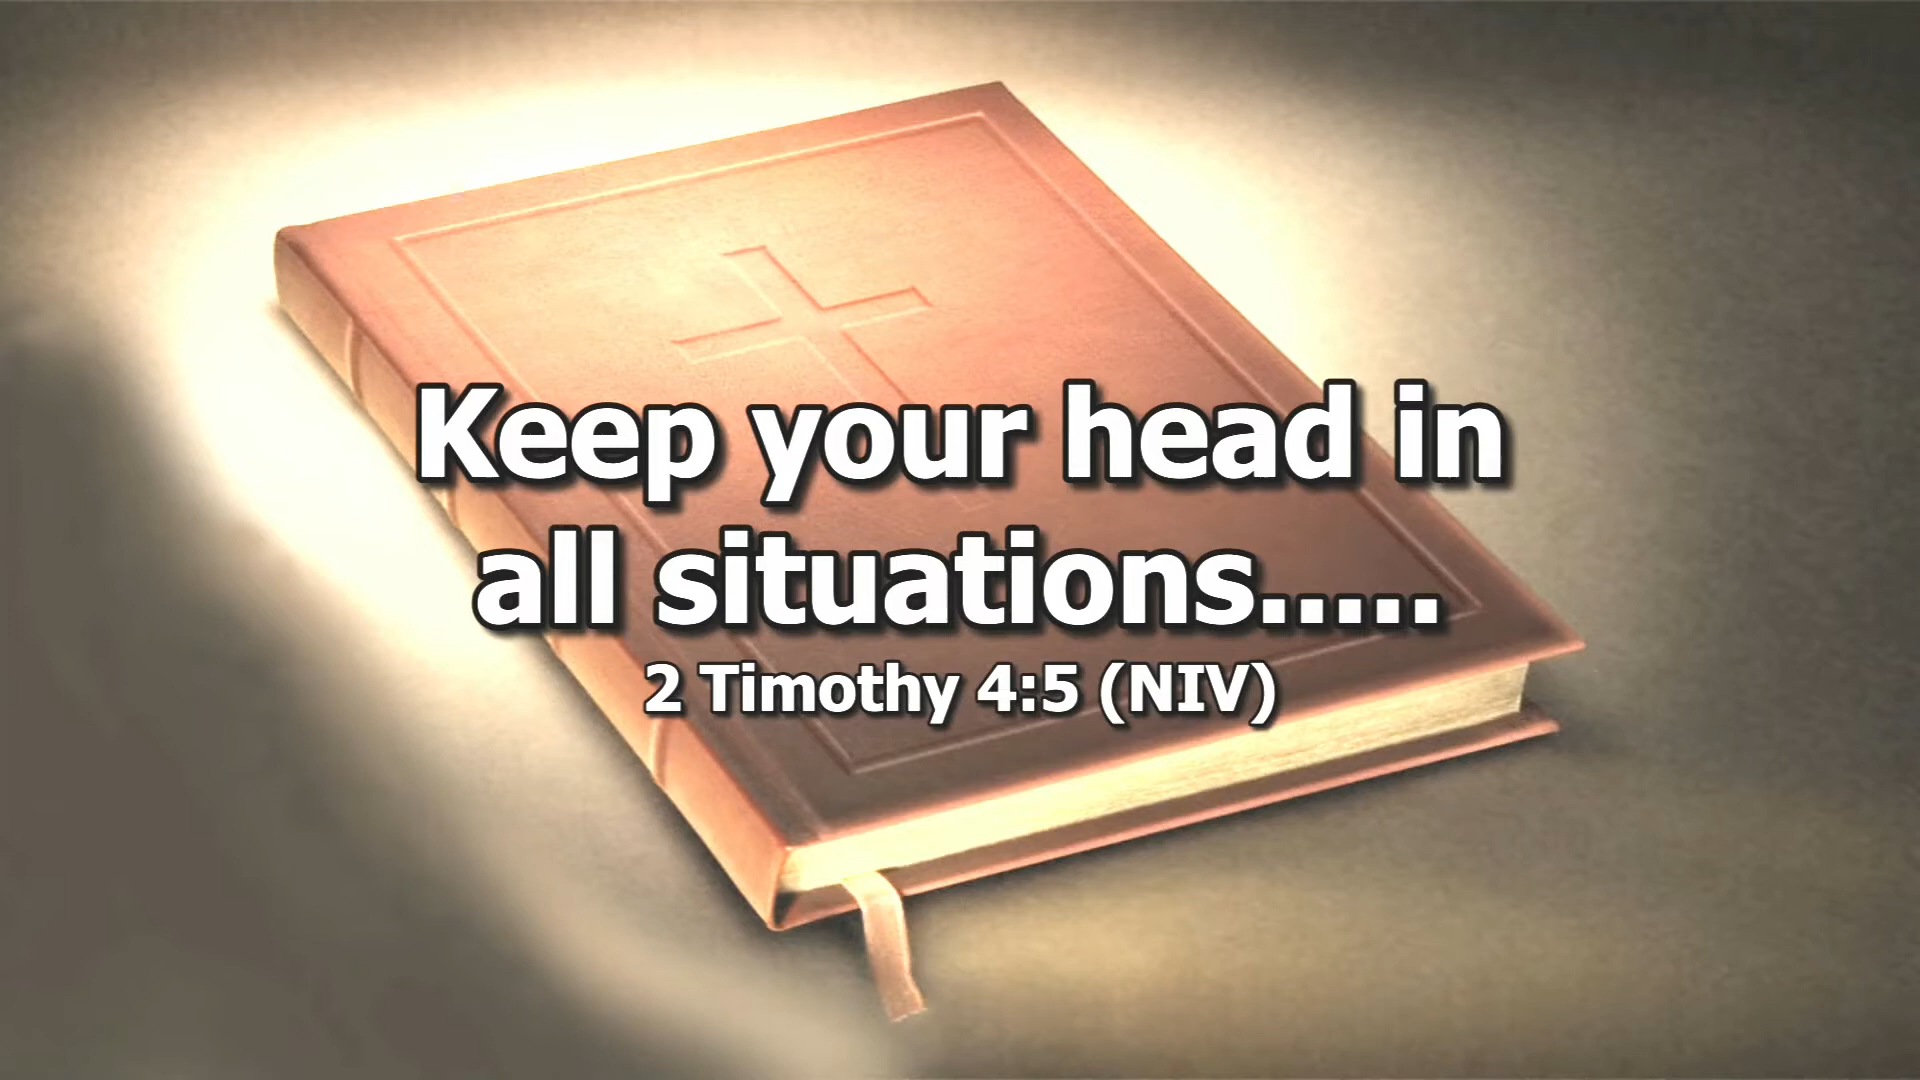 Keep your head in
all situations.....
2 Timothy 4:5 (NIV)